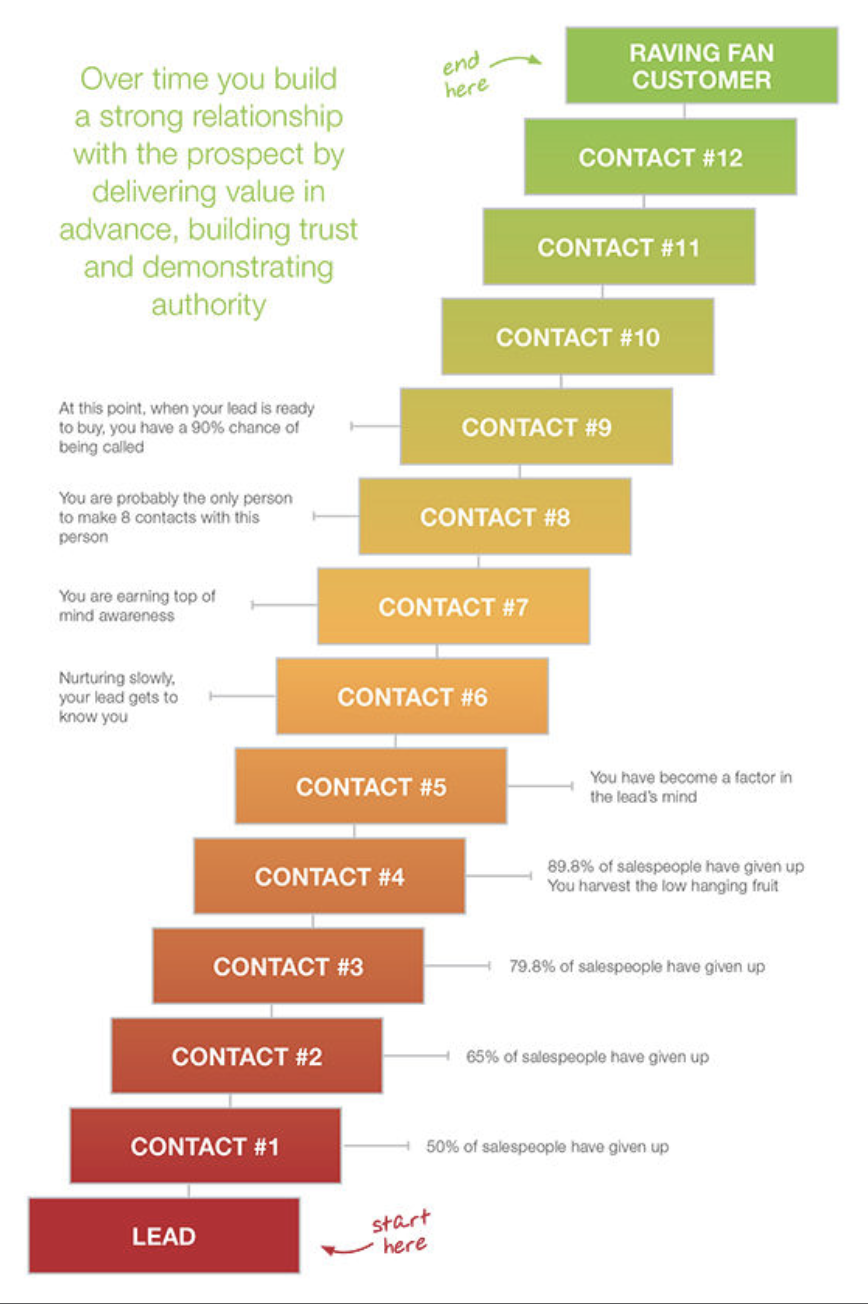 Over time you build
a strong relationship
with the prospect by
delivering value in
advance, building trust
and demonstrating
authority
end
here
RAVING FAN
CUSTOMER
CONTACT #12
CONTACT #11
CONTACT #10
At this point, when your lead is ready
to buy, you have a 90% chance of
being called
CONTACT #9
You are probably the only person
to make 8 contacts with this
person
CONTACT #8
You are earning top of
mind awareness
CONTACT #7
Nurturing slowly,
your lead gets to
know you
CONTACT #6
CONTACT #5
You have become a factor in
the lead's mind
CONTACT #4
89.8% of salespeople have given up
You harvest the low hanging fruit
CONTACT #3
79.8% of salespeople have given up
CONTACT #2
65% of salespeople have given up
CONTACT #1
50% of salespeople have given up
LEAD
start
here